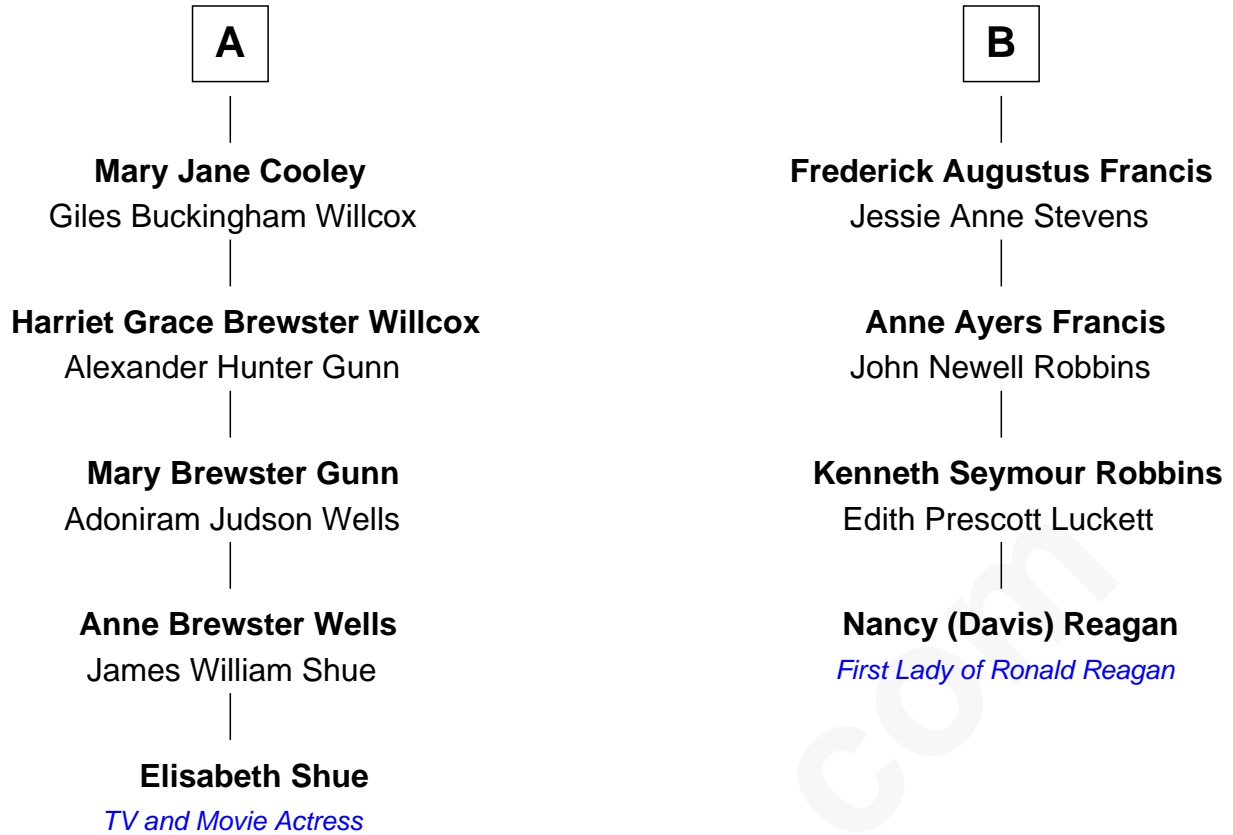 A
Mary Jane Cooley
Giles Buckingham Willcox
Harriet Grace Brewster Willcox
Alexander Hunter Gunn
Mary Brewster Gunn
Adoniram Judson Wells
Anne Brewster Wells
James William Shue
Elisabeth Shue
TV and Movie Actress
B
Frederick Augustus Francis
Jessie Anne Stevens
Anne Ayers Francis
John Newell Robbins
Kenneth Seymour Robbins
Edith Prescott Luckett
Nancy (Davis) Reagan
First Lady of Ronald Reagan
com